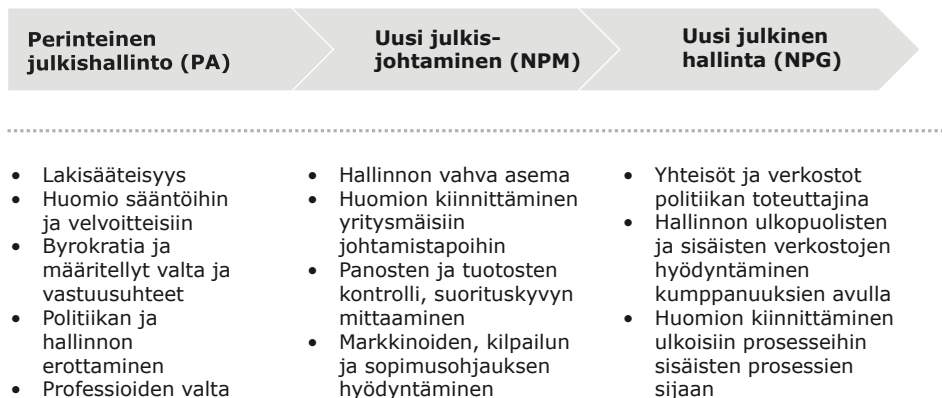 Perinteinen
julkishallinto (PA)
Uusi julkis-
johtaminen (NPM)
Uusi julkinen
hallinta (NPG)
• Lakisääteisyys
• Huomio sääntöihin
ja velvoitteisiin
• Byrokratia ja
määritellyt valta ja
vastuusuhteet
• Politiikan ja
hallinnon
erottaminen
• Professioiden valta
• Hallinnon vahva asema
• Huomion kiinnittäminen
yritysmäisiin
johtamistapoihin
• Panosten ja tuotosten
kontrolli, suorituskyvyn
mittaaminen
• Markkinoiden, kilpailun
ja sopimusohjauksen
hyödyntäminen
• Yhteisöt ja verkostot
politiikan toteuttajina
• Hallinnon ulkopuolisten
ja sisäisten verkostojen
hyödyntäminen
kumppanuuksien avulla
• Huomion kiinnittäminen
ulkoisiin prosesseihin
sisäisten prosessien
sijaan